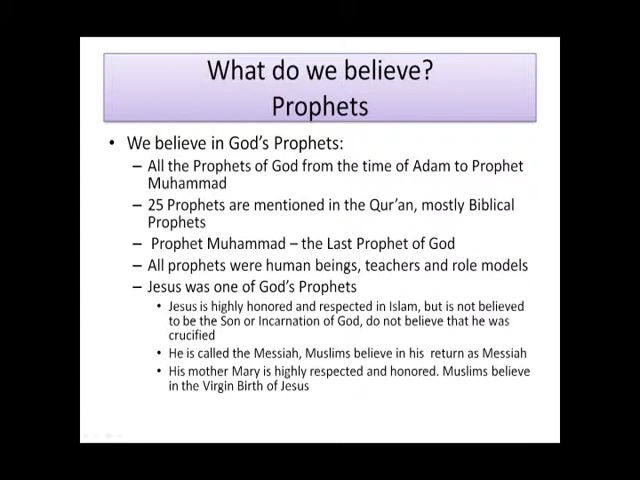 What do we believe?
Prophets
• We believe in God's Prophets:
– All the Prophets of God from the time of Adam to Prophet
Muhammad
– 25 Prophets are mentioned in the Qur'an, mostly Biblical
Prophets
– Prophet Muhammad – the Last Prophet of God
– All prophets were human beings, teachers and role models
– Jesus was one of God's Prophets
• Jesus is highly honored and respected in Islam, but is not believed
to be the Son or Incarnation of God, do not believe that he was
crucified
• He is called the Messiah, Muslims believe in his return as Messiah
• His mother Mary is highly respected and honored. Muslims believe
in the Virgin Birth of Jesus